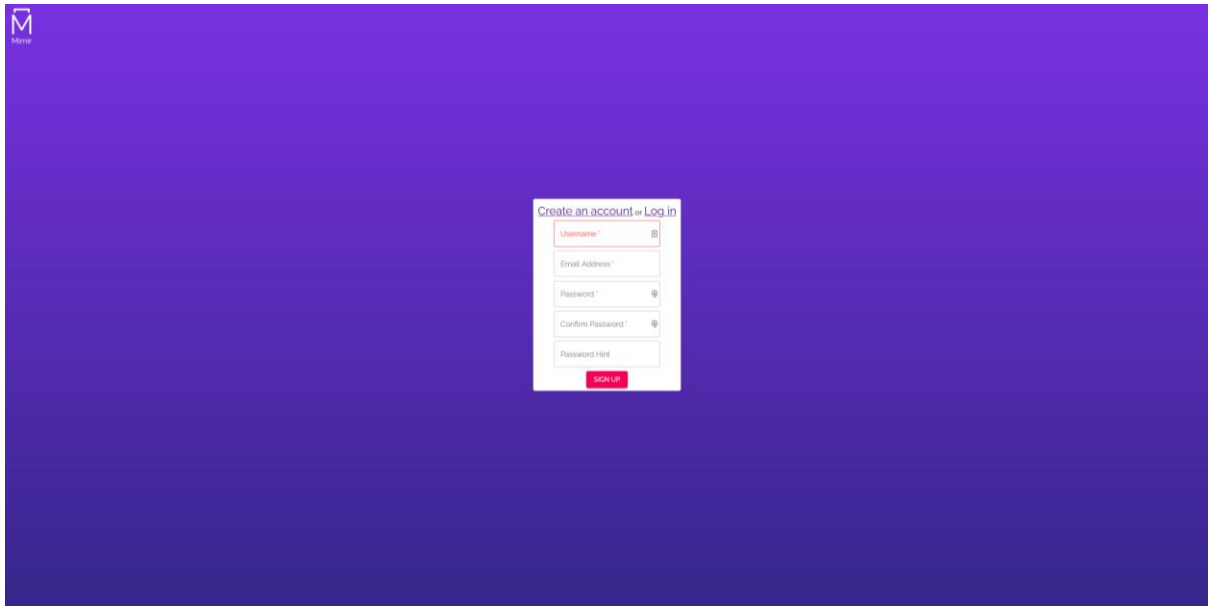 M
Mimir
Create an account or Log in
Username *
Email Address *
Password *
Confirm Password *
Password Hint
SIGN UP